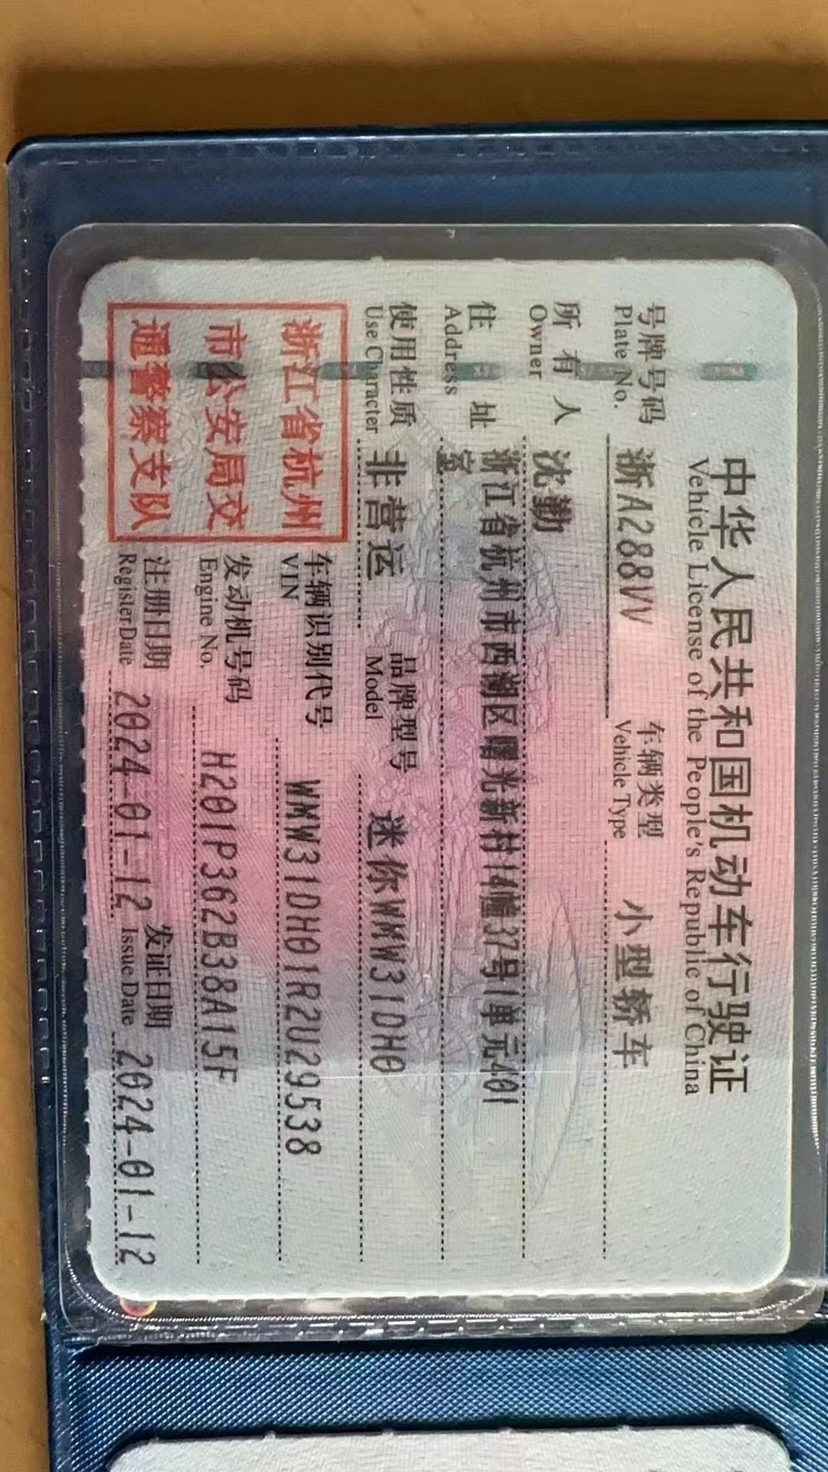 中华人民共和国机动车行驶证
Vehicle License of the People's Republic of China
号牌号码 浙A288VV 车辆类型 小型轿车
Plate No. Vehicle Type
所有人 沈勤
Owner
住址 浙江省杭州市西湖区曙光新村14幢37号1单元401
Address 室
使用性质 非营运 品牌型号 迷你WMW31DH0
Use Character Model
浙江省杭州
市公安局交
通警察支队
车辆识别代号 WMW31DH01R2U29538
VIN
发动机号码 H201P362B38A15F
Engine No.
注册日期 2024-01-12 发证日期 2024-01-12
Register Date Issue Date